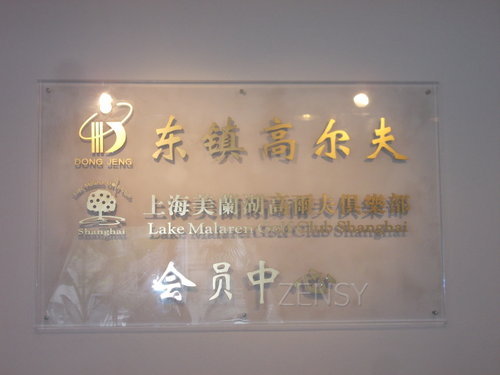 东镇高尔夫
DONG JENG
上海美蘭湖高爾夫俱樂部
Lake Malaren Golf Club Shanghai
Shanghai
会员中心
ZENSY